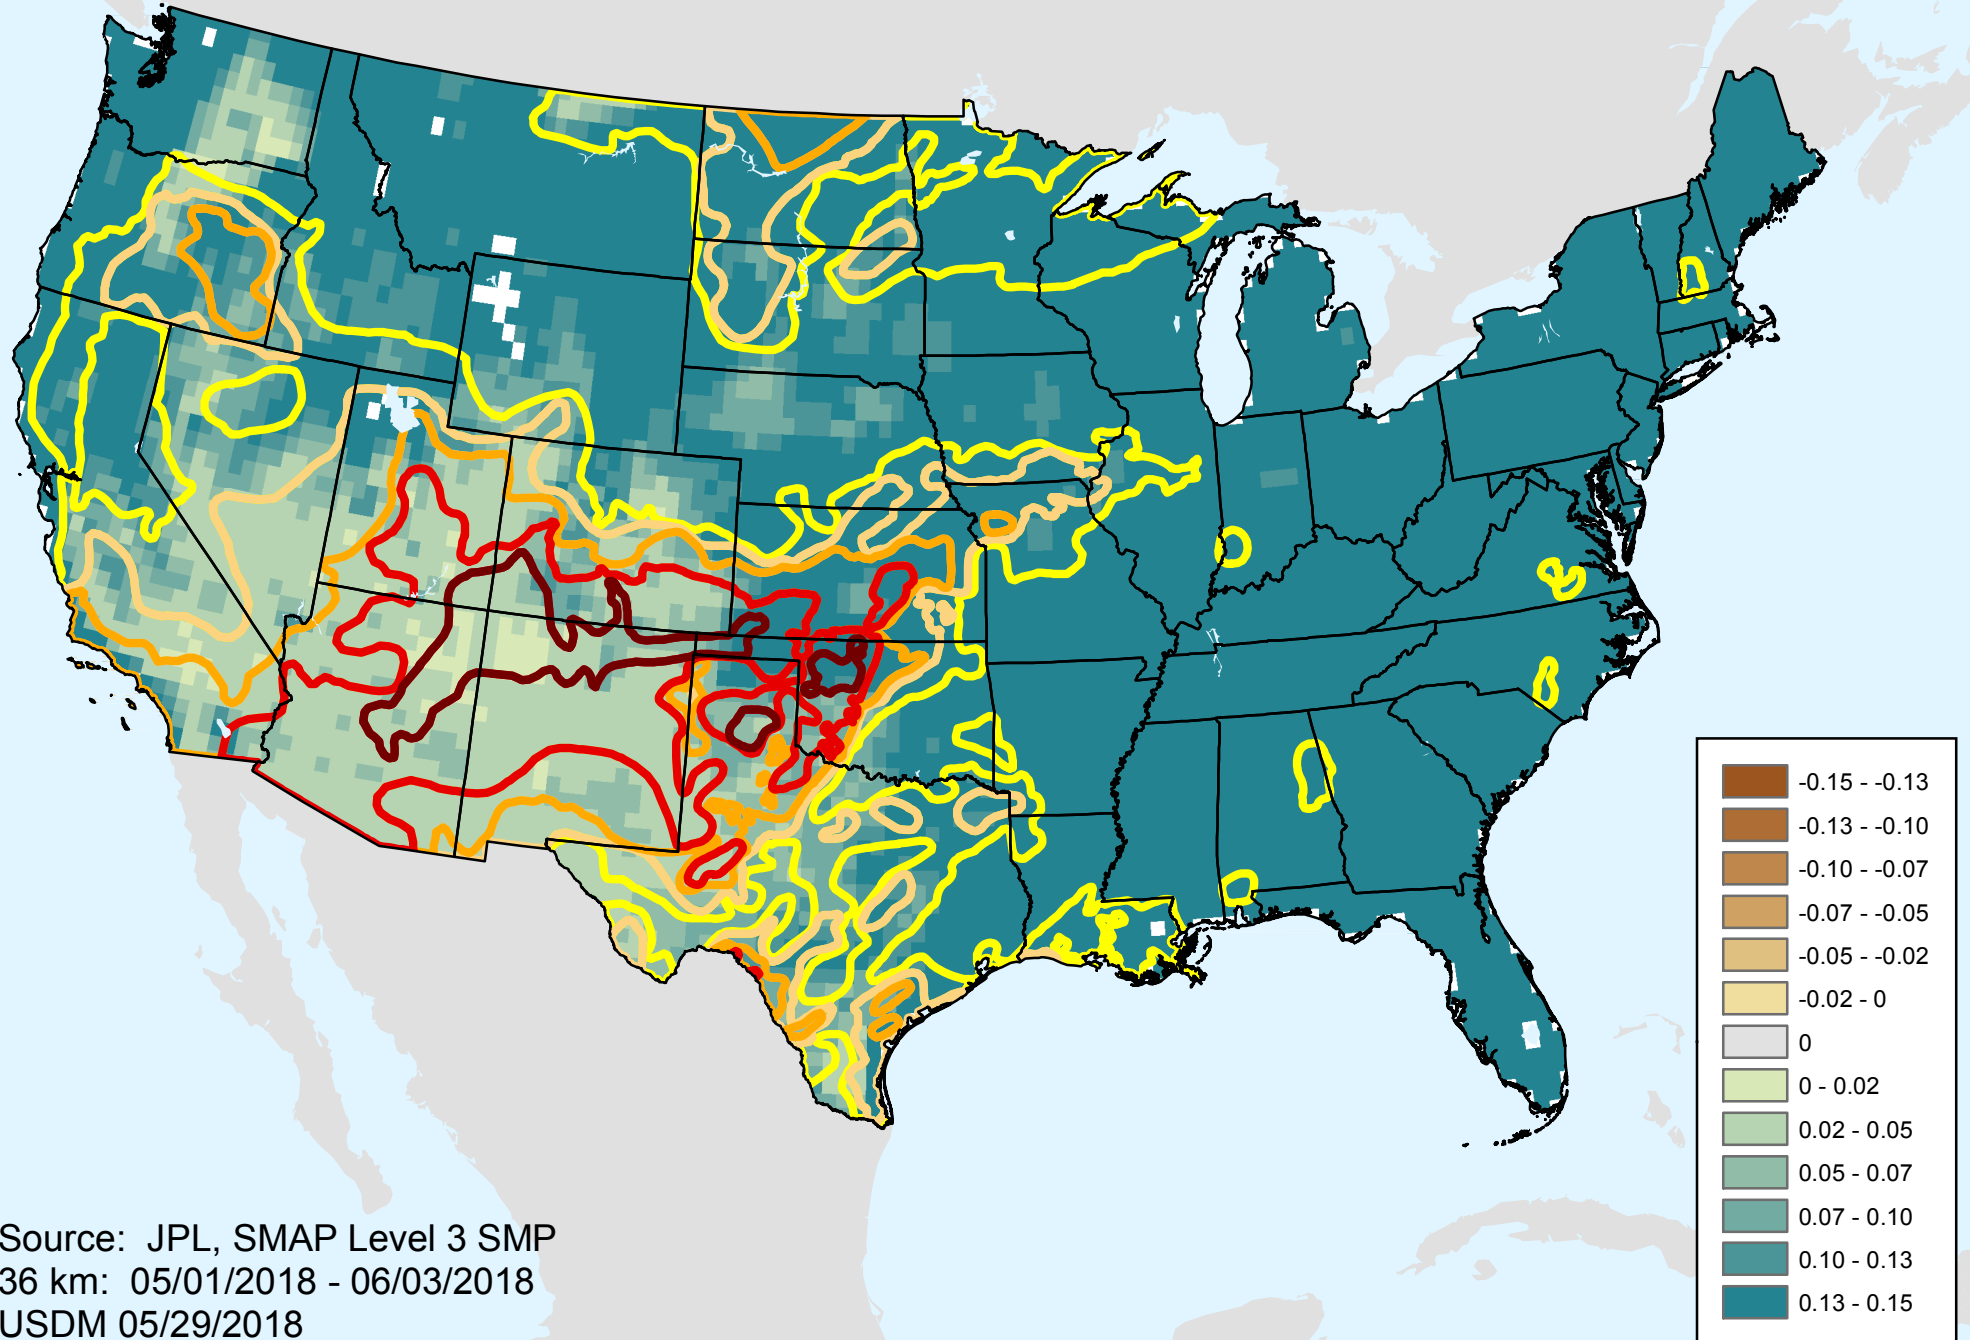 -0.15 - -0.13
-0.13 - -0.10
-0.10 - -0.07
-0.07 - -0.05
-0.05 - -0.02
-0.02 - 0
0
0 - 0.02
0.02 - 0.05
0.05 - 0.07
0.07 - 0.10
0.10 - 0.13
0.13 - 0.15
Source: JPL, SMAP Level 3 SMP
36 km: 05/01/2018 - 06/03/2018
USDM 05/29/2018